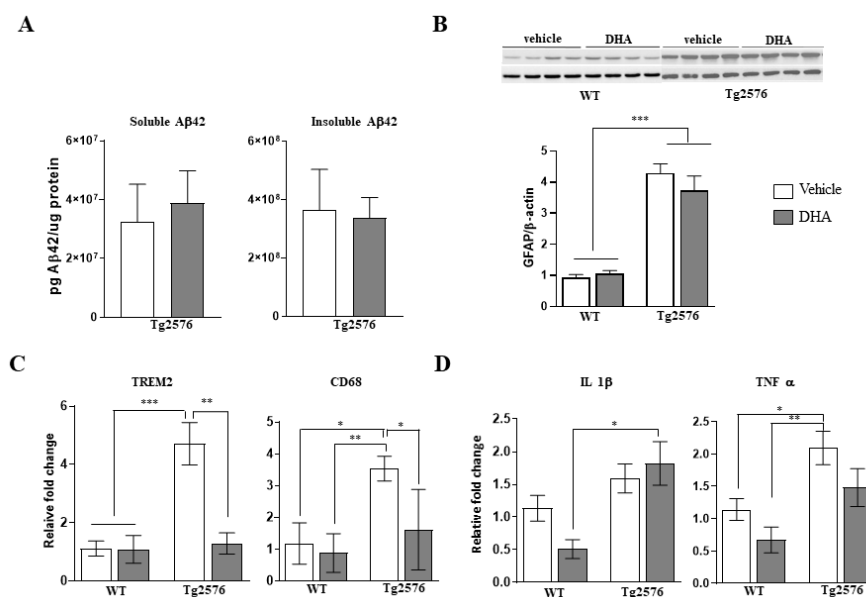 A
Soluble Aβ42
Insoluble Aβ42
pg Aβ42/ug protein
6×10⁷
4×10⁷
2×10⁷
0
Tg2576
6×10⁸
4×10⁸
2×10⁸
0
Tg2576
B
vehicle DHA vehicle DHA
WT Tg2576
***
GFAP/β-actin
5
4
3
2
1
0
WT Tg2576
Vehicle
DHA
C
TREM2
Relaive fold change
6
4
2
0
*** **
WT Tg2576
CD68
5
4
3
2
1
0
* *
**
WT Tg2576
D
IL 1β
Relative fold change
2.5
2.0
1.5
1.0
0.5
0.0
*
WT Tg2576
TNF α
2.5
2.0
1.5
1.0
0.5
0.0
*
**
WT Tg2576